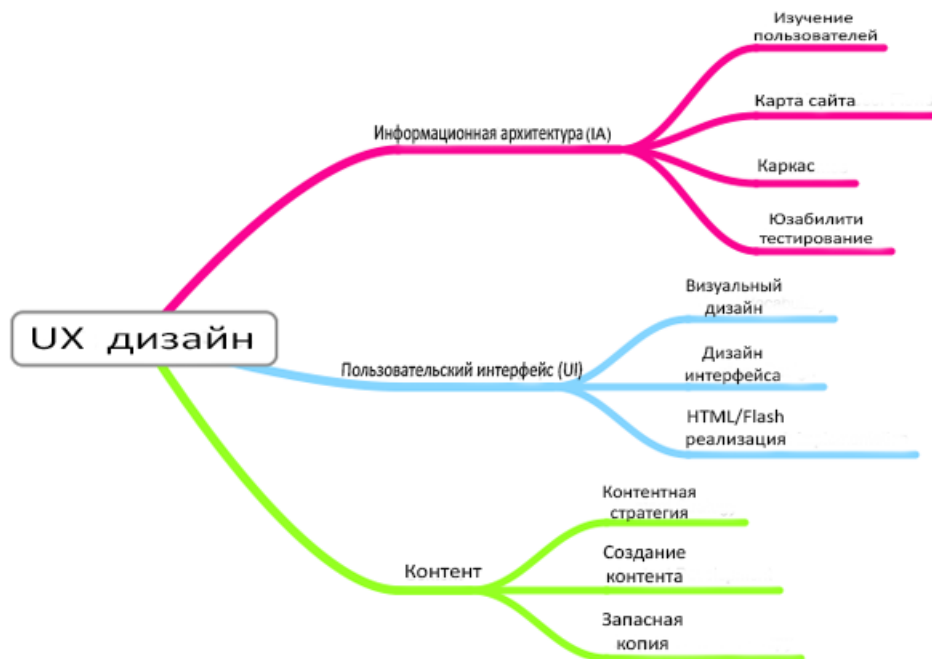 Изучение
пользователей
Карта сайта
Информационная архитектура (IA)
Каркас
Юзабилити
тестирование
UX дизайн
Визуальный
дизайн
Пользовательский интерфейс (UI)
Дизайн
интерфейса
HTML/Flash
реализация
Контентная
стратегия
Контент
Создание
контента
Запасная
копия